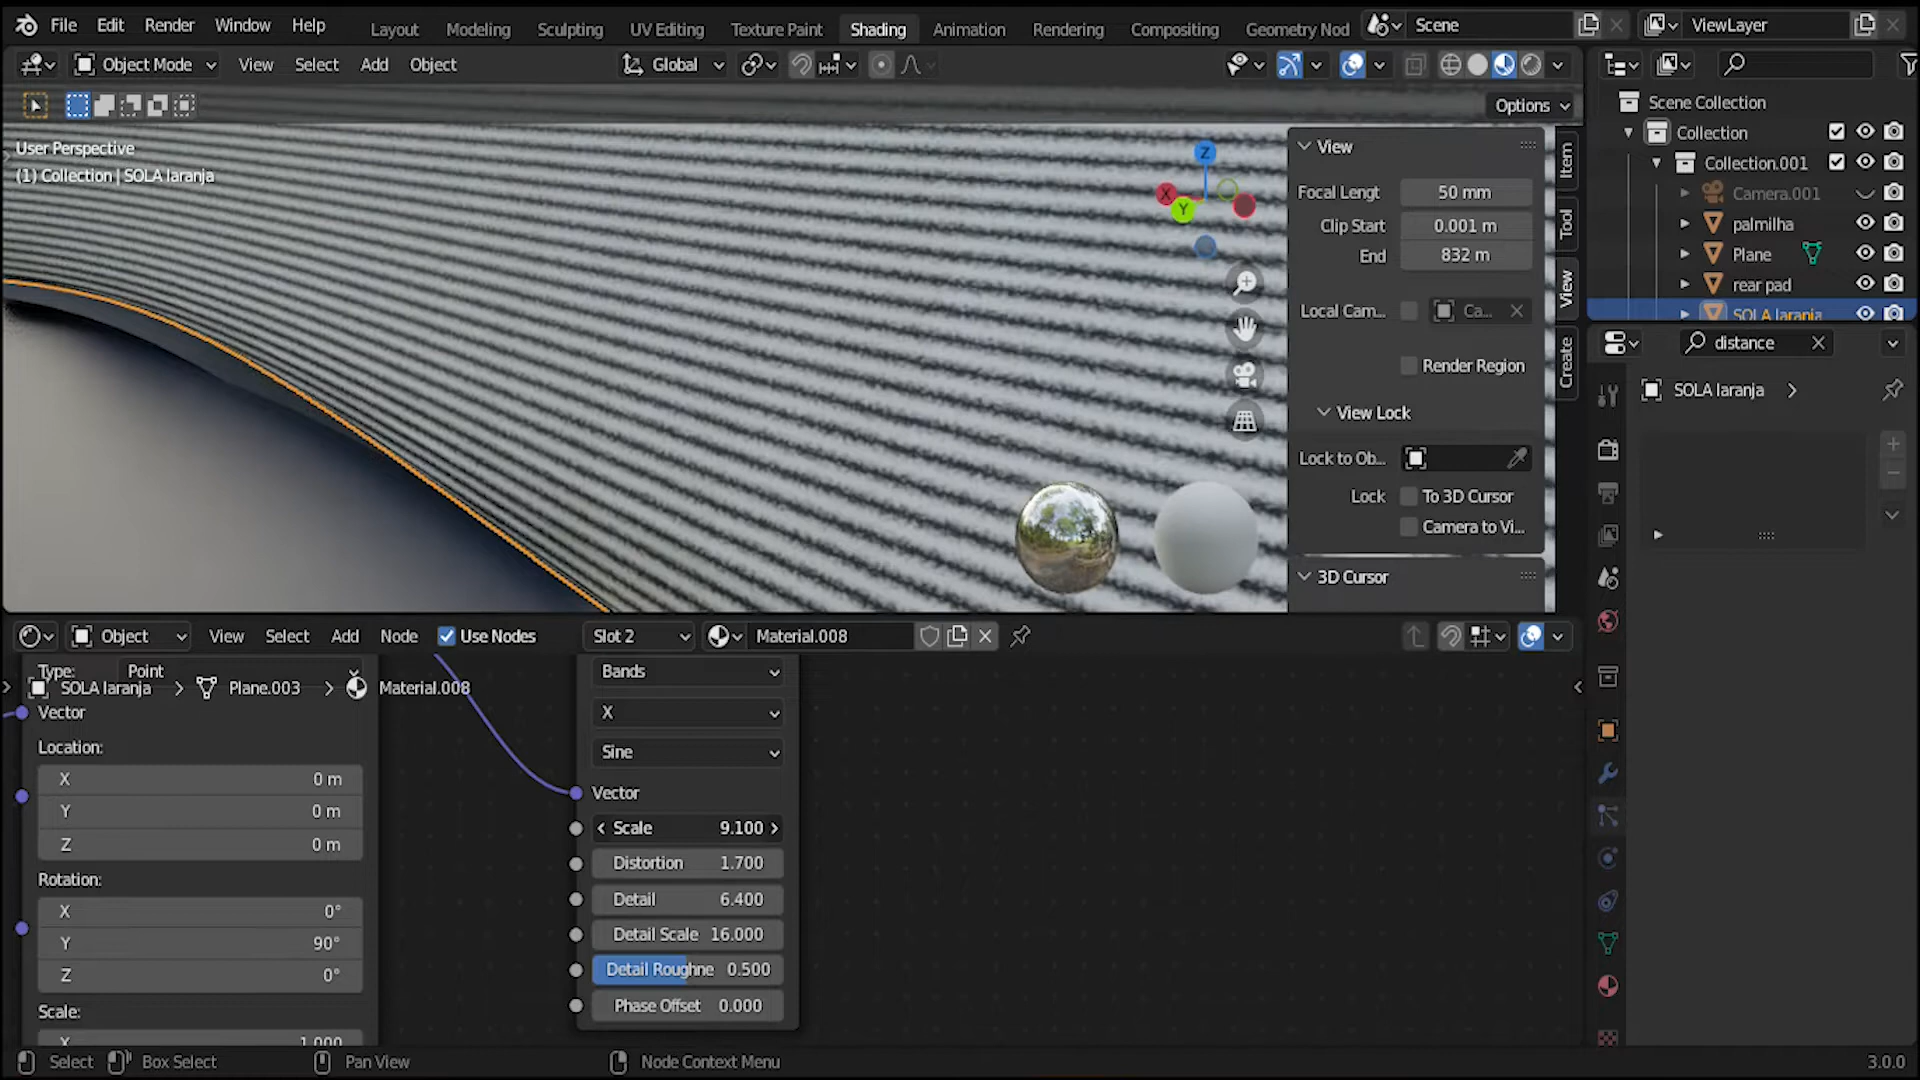 File Edit Render Window Help Layout Modeling Sculpting UV Editing Texture Paint Shading Animation Rendering Compositing Geometry Nod Scene ViewLayer
Object Mode View Select Add Object Global
Options
User Perspective
(1) Collection | SOLA laranja
Z
X
Y
View
Focal Lengt 50 mm
Clip Start 0.001 m
End 832 m
Local Cam... Ca...
Render Region
View Lock
Lock to Ob...
Lock To 3D Cursor
Camera to Vi...
3D Cursor
Item
Tool
View
Create
Scene Collection
Collection
Collection.001
Camera.001
palmilha
Plane
rear pad
SOLA laranja
distance
SOLA laranja
Object View Select Add Node Use Nodes Slot 2 Material.008
Type: Point
SOLA laranja Plane.003 Material.008
Vector
Location:
X 0 m
Y 0 m
Z 0 m
Rotation:
X 0°
Y 90°
Z 0°
Scale:
X 1.000
Bands
X
Sine
Vector
Scale 9.100
Distortion 1.700
Detail 6.400
Detail Scale 16.000
Detail Roughne 0.500
Phase Offset 0.000
Select Box Select Pan View Node Context Menu 3.0.0